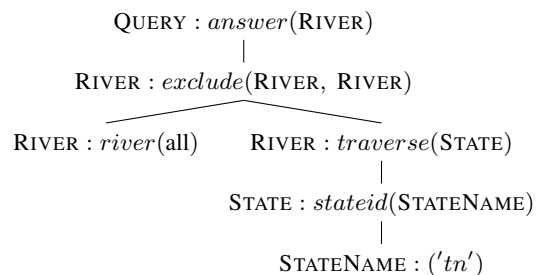 QUERY : answer(RIVER)
RIVER : exclude(RIVER, RIVER)
RIVER : river(all) RIVER : traverse(STATE)
STATE : stateid(STATENAME)
STATENAME : ('tn')